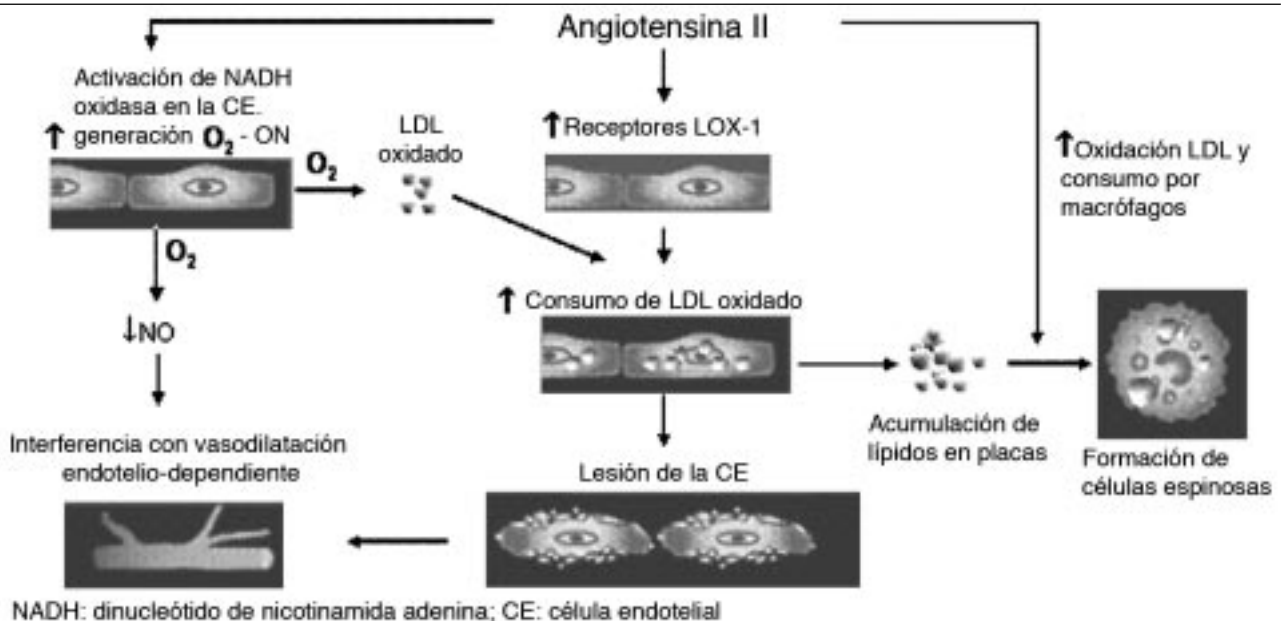 Angiotensina II
Activación de NADH
oxidasa en la CE.
↑ generación O₂ - ON
O₂
LDL
oxidado
↑Receptores LOX-1
↑Oxidación LDL y
consumo por
macrófagos
O₂
↑ Consumo de LDL oxidado
↓NO
Acumulación de
lípidos en placas
Formación de
células espinosas
Interferencia con vasodilatación
endotelio-dependiente
Lesión de la CE
NADH: dinucleótido de nicotinamida adenina; CE: célula endotelial